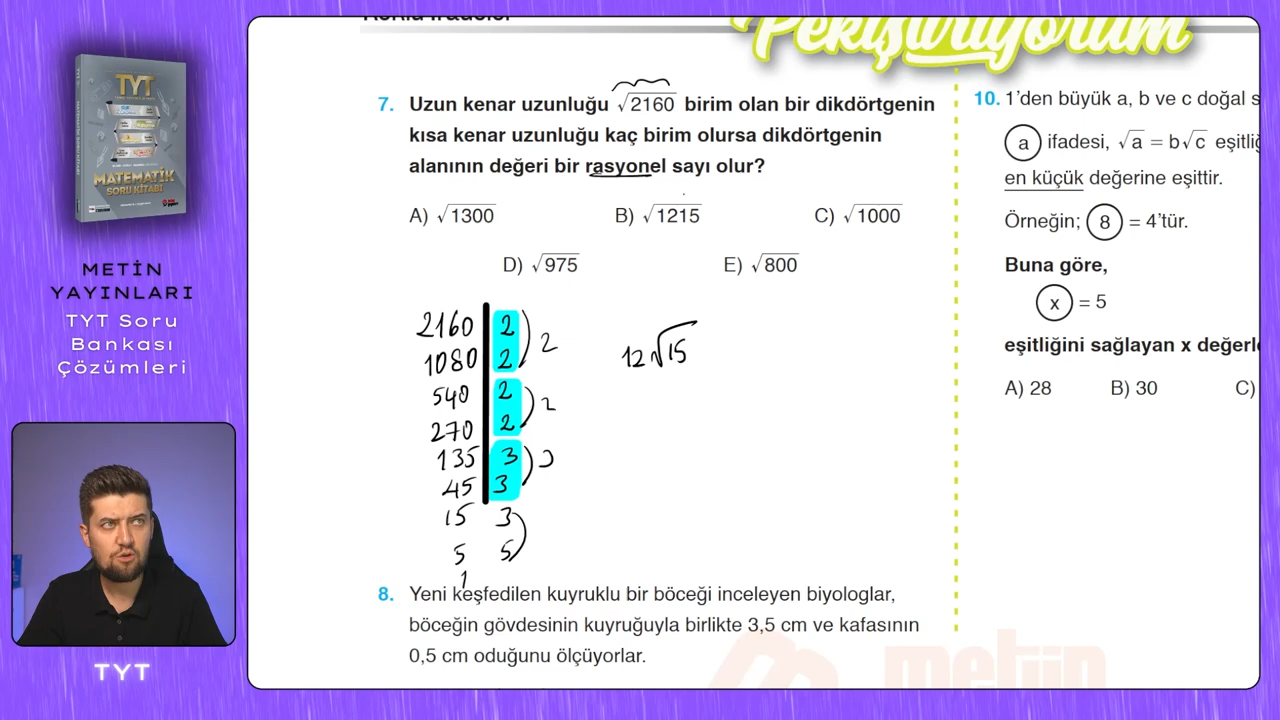 Pekiştiriyorum
TYT
MATEMATİK
SORU KİTABI
METİN
YAYINLARI
TYT Soru
Bankası
Çözümleri
TYT
7. Uzun kenar uzunluğu √2160 birim olan bir dikdörtgenin
kısa kenar uzunluğu kaç birim olursa dikdörtgenin
alanının değeri bir rasyonel sayı olur?
A) √1300 B) √1215 C) √1000
D) √975 E) √800
2160 2
1080 2 2
540 2
270 2 2
135 3
45 3 3
15 3
5 5
1
12√15
8. Yeni keşfedilen kuyruklu bir böceği inceleyen biyologlar,
böceğin gövdesinin kuyruğuyla birlikte 3,5 cm ve kafasının
0,5 cm oduğunu ölçüyorlar.
10. 1’den büyük a, b ve c doğal s
a ifadesi, √a = b√c eşitliğ
en küçük değerine eşittir.
Örneğin; 8 = 4’tür.
Buna göre,
x = 5
eşitliğini sağlayan x değerle
A) 28 B) 30 C)
metin